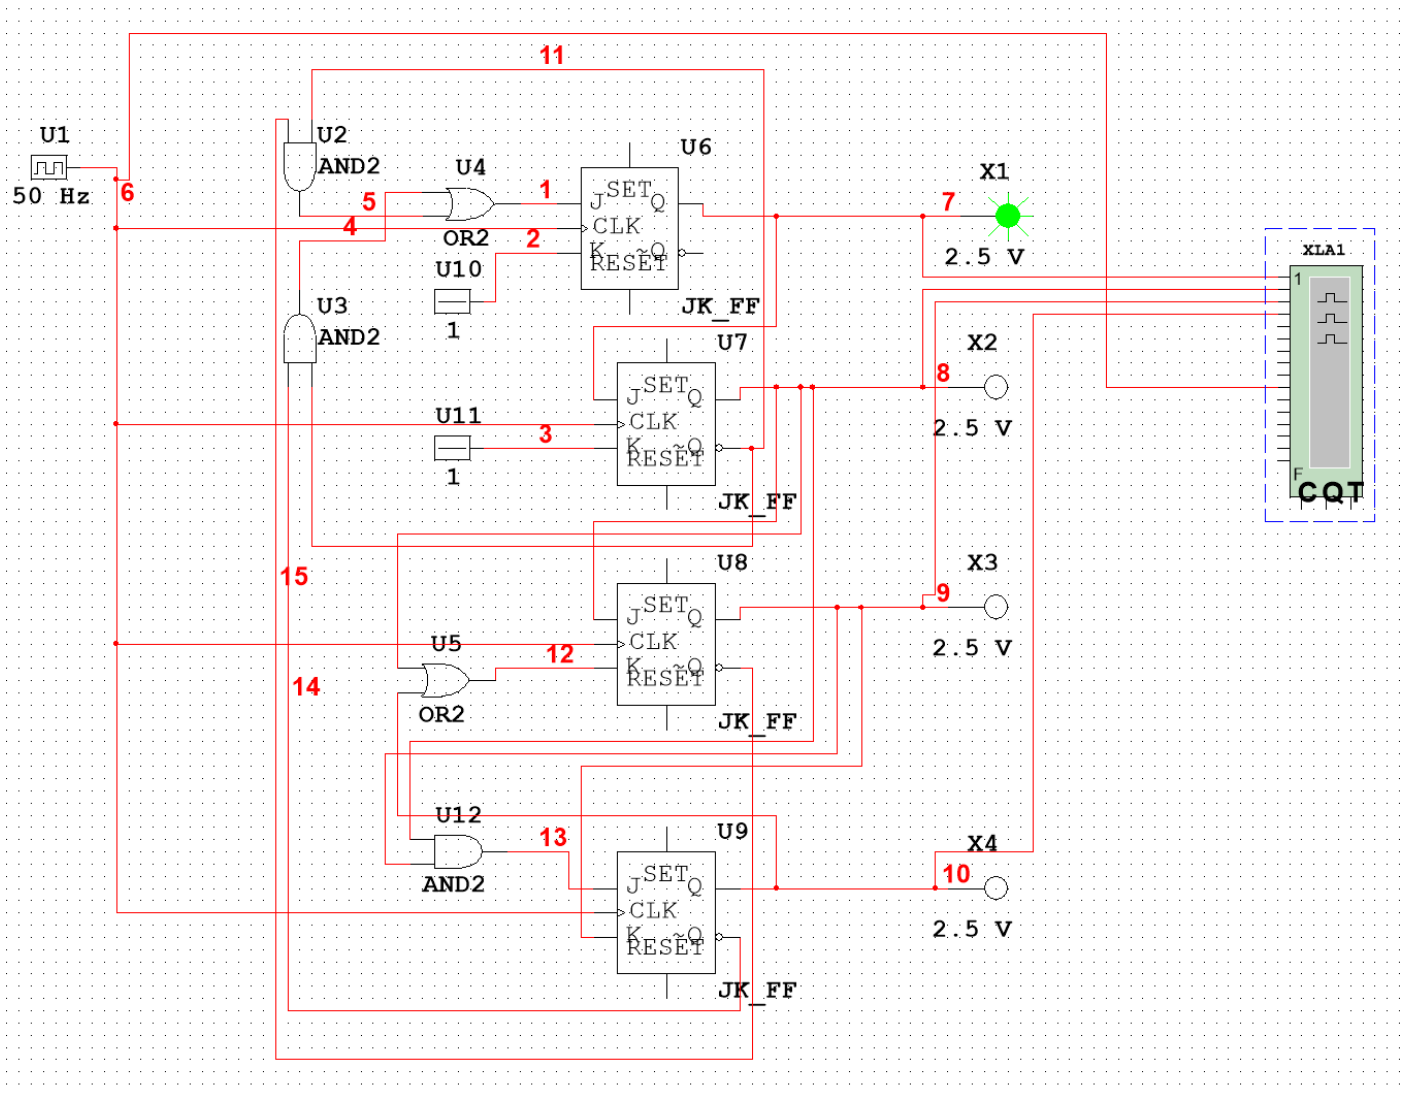 11
U1
50 Hz
6
U2
AND2
U4
5
4
OR2
1
2
U10
1
U6
SET
J
Q
CLK
K
~Q
RESET
JK_FF
7
X1
2.5 V
XLA1
1
F
C Q T
U3
AND2
U7
SET
J
Q
CLK
K
~Q
RESET
JK_FF
U11
1
3
8
X2
2.5 V
15
14
U8
SET
J
Q
CLK
K
~Q
RESET
JK_FF
U5
OR2
12
9
X3
2.5 V
U12
AND2
13
U9
SET
J
Q
CLK
K
~Q
RESET
JK_FF
X4
10
2.5 V